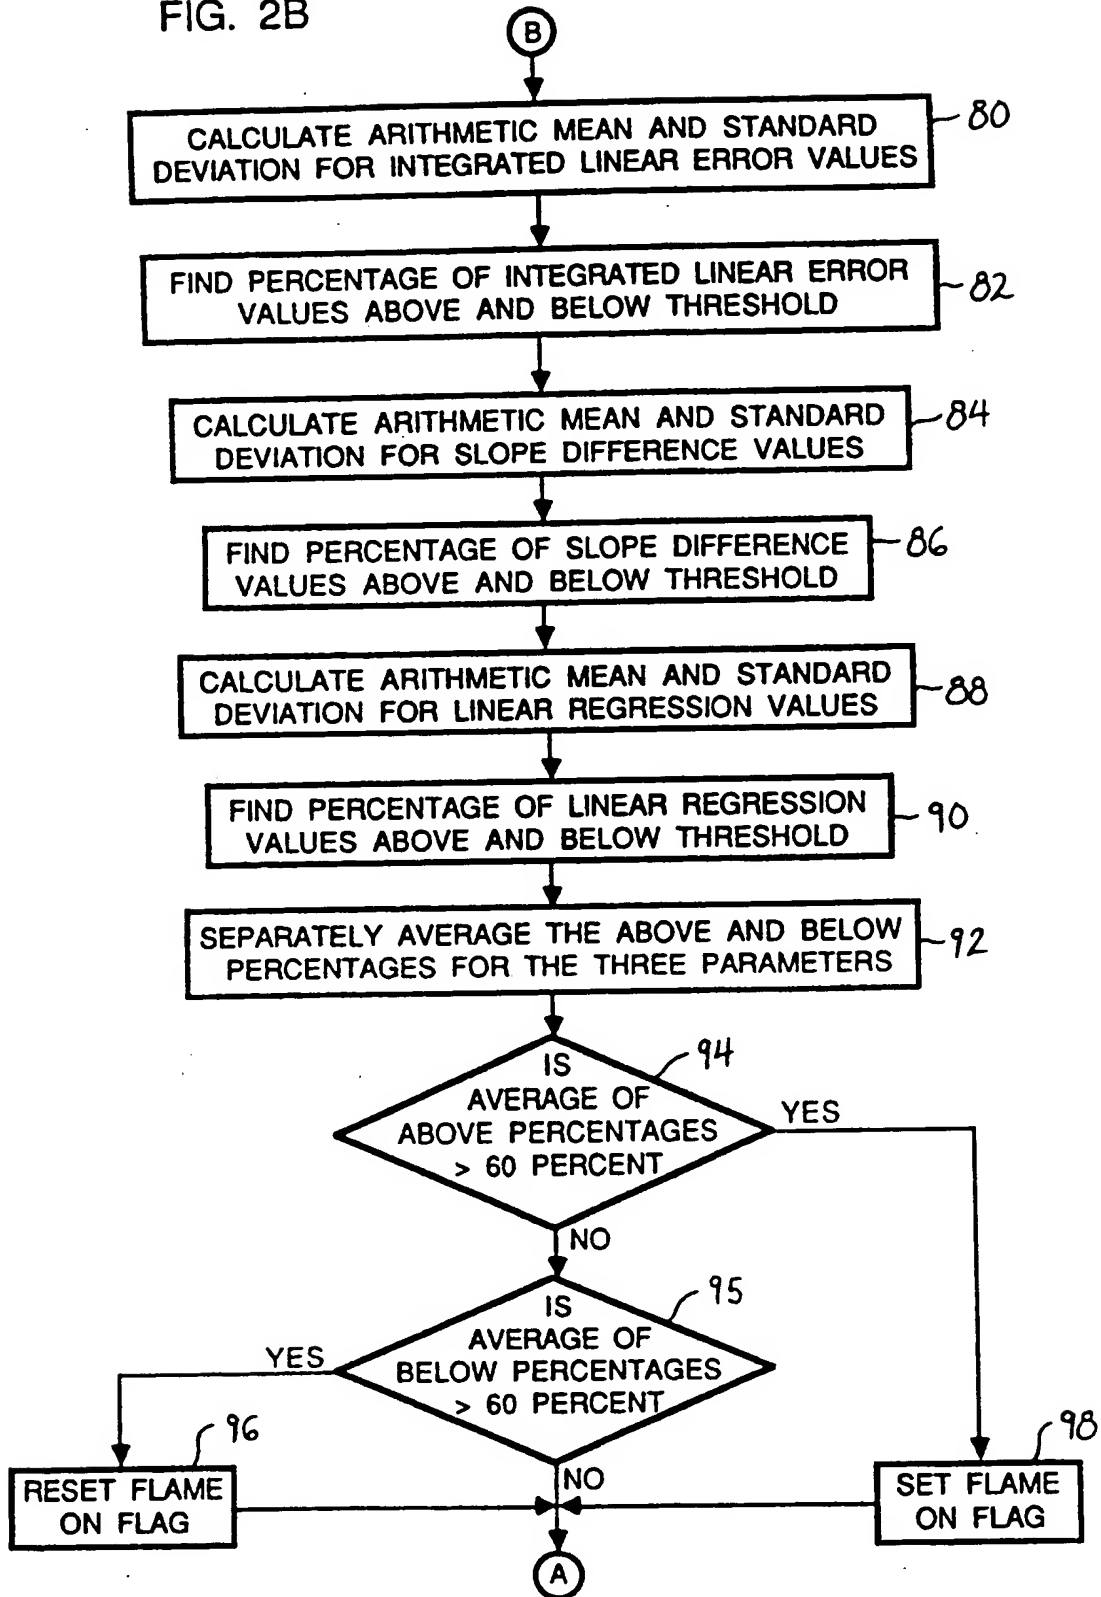 FIG. 2B
B
CALCULATE ARITHMETIC MEAN AND STANDARD
DEVIATION FOR INTEGRATED LINEAR ERROR VALUES
80
FIND PERCENTAGE OF INTEGRATED LINEAR ERROR
VALUES ABOVE AND BELOW THRESHOLD
82
CALCULATE ARITHMETIC MEAN AND STANDARD
DEVIATION FOR SLOPE DIFFERENCE VALUES
84
FIND PERCENTAGE OF SLOPE DIFFERENCE
VALUES ABOVE AND BELOW THRESHOLD
86
CALCULATE ARITHMETIC MEAN AND STANDARD
DEVIATION FOR LINEAR REGRESSION VALUES
88
FIND PERCENTAGE OF LINEAR REGRESSION
VALUES ABOVE AND BELOW THRESHOLD
90
SEPARATELY AVERAGE THE ABOVE AND BELOW
PERCENTAGES FOR THE THREE PARAMETERS
92
IS
AVERAGE OF
ABOVE PERCENTAGES
> 60 PERCENT
94
YES
NO
IS
AVERAGE OF
BELOW PERCENTAGES
> 60 PERCENT
95
YES
NO
RESET FLAME
ON FLAG
96
SET FLAME
ON FLAG
98
A